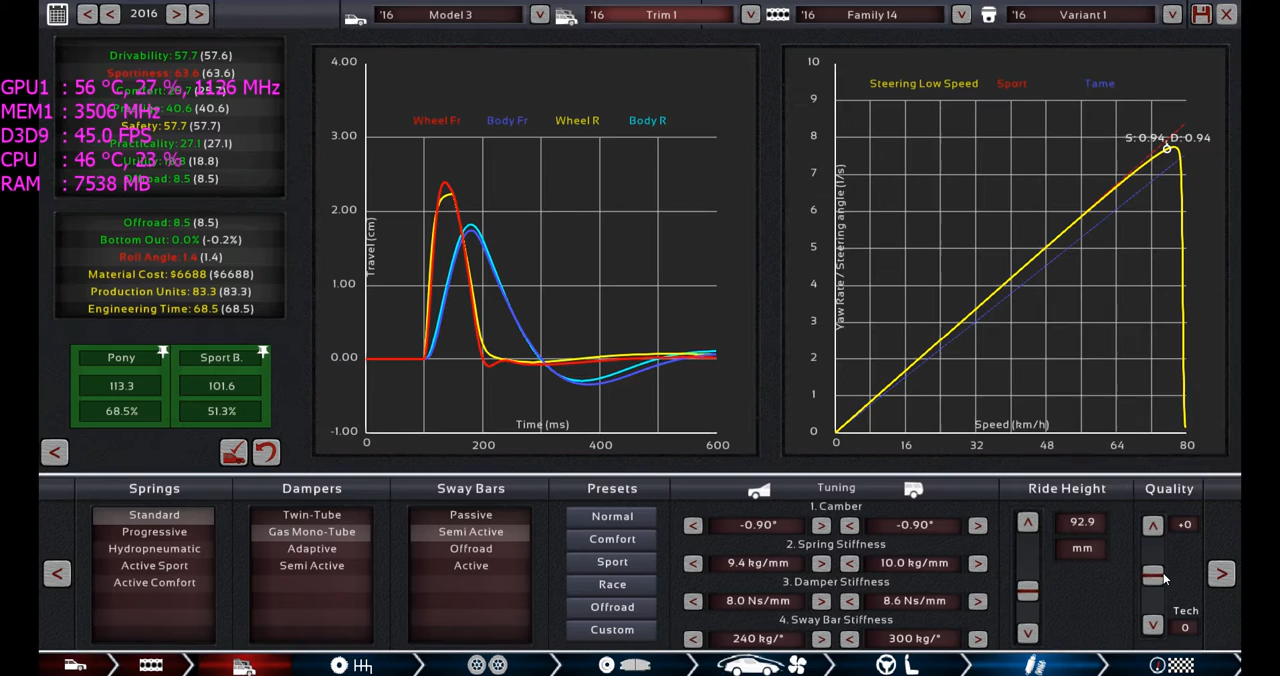 2016
'16 Model 3
'16 Trim 1
'16 Family 14
'16 Variant 1
Drivability: 57.7 (57.6)
Sportiness: 63.6 (63.6)
Safety: 57.7 (57.7)
Practicality: 27.1 (27.1)
GPU1 : 56 °C, 27 %, 1136 MHz
MEM1 : 3506 MHz
D3D9 : 45.0 FPS
CPU : 46 °C, 23 %
RAM : 7538 MB
Offroad: 8.5 (8.5)
Bottom Out: 0.0% (-0.2%)
Roll Angle: 1.4 (1.4)
Material Cost: $6688 ($6688)
Production Units: 83.3 (83.3)
Engineering Time: 68.5 (68.5)
Pony
113.3
68.5%
Sport B.
101.6
51.3%
4.00
3.00
2.00
1.00
0.00
-1.00
Wheel Fr Body Fr Wheel R Body R
Travel (cm)
Time (ms)
0 200 400 600
10
9
8
7
6
5
4
3
2
1
0
Steering Low Speed Sport Tame
S: 0.94, D: 0.94
Yaw Rate / Steering angle (1/s)
Speed (km/h)
0 16 32 48 64 80
Springs
Standard
Progressive
Hydropneumatic
Active Sport
Active Comfort
Dampers
Twin-Tube
Gas Mono-Tube
Adaptive
Semi Active
Sway Bars
Passive
Semi Active
Offroad
Active
Presets
Normal
Comfort
Sport
Race
Offroad
Custom
Tuning
1. Camber
-0.90° -0.90°
2. Spring Stiffness
9.4 kg/mm 10.0 kg/mm
3. Damper Stiffness
8.0 Ns/mm 8.6 Ns/mm
4. Sway Bar Stiffness
240 kg/° 300 kg/°
Ride Height
92.9
mm
Quality
+0
Tech
0